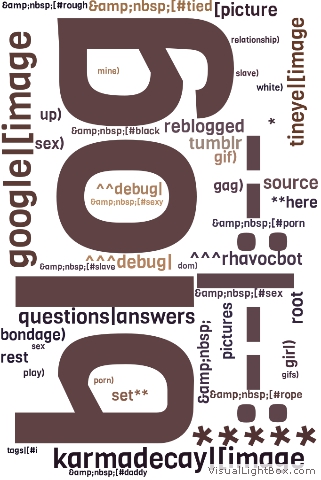 &amp;nbsp;[#rough
&amp;nbsp;[#tied
[picture
relationship)
mine)
slave)
white)
tineye|[image
google|[image
up)
sex)
&amp;nbsp;[#black
reblogged
*
tumblr
gif)
blog
--:
^^debug|
&amp;nbsp;[#sexy
gag)
source
**here
&amp;nbsp;[#porn
&amp;nbsp;[#slave
^^^debug|
dom)
^^^rhavocbot
|
&amp;nbsp;[#sex
questions|answers
root
bondage)
sex
rest
play)
&amp;nbsp;
pictures
--:
girl)
gifs)
porn)
set**
&amp;nbsp;[#rope
*****
tags|[#i
karmadecay|[image
&amp;nbsp;[#daddy
VisualLightBox.com